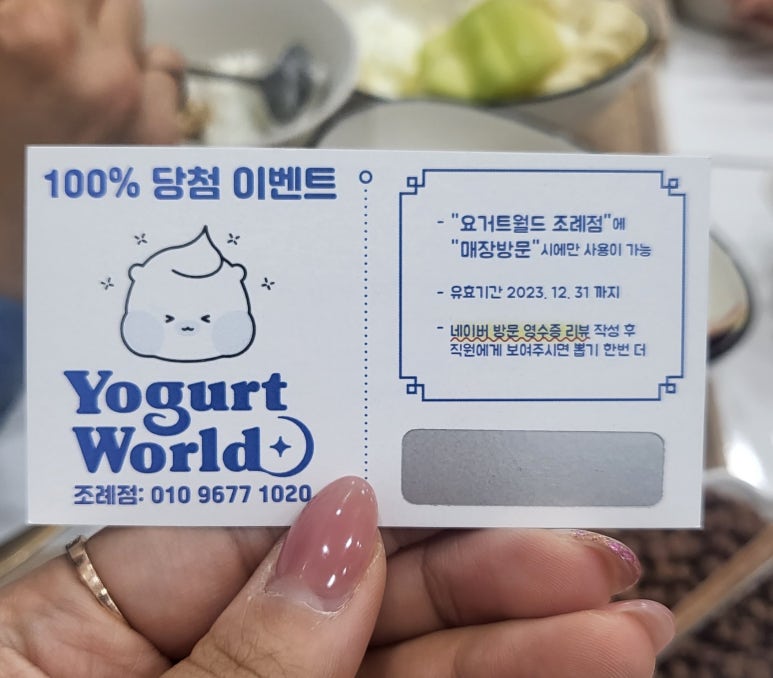 100% 당첨 이벤트
Yogurt
World
조례점: 010 9677 1020
- "요거트월드 조례점"에
"매장방문"시에만 사용이 가능
- 유효기간 2023. 12. 31 까지
- 네이버 방문 영수증 리뷰 작성 후
직원에게 보여주시면 뽑기 한번 더